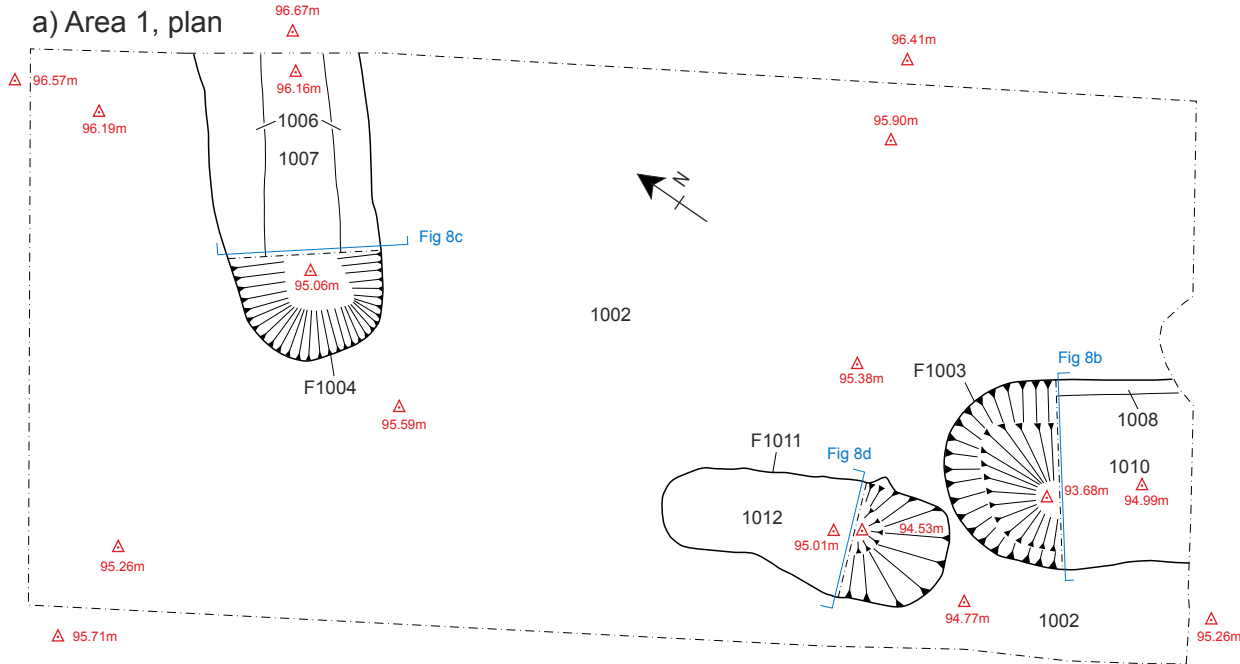 a) Area 1, plan
96.67m
96.41m
96.57m
96.16m
96.19m
95.90m
1006
1007
N
Fig 8c
95.06m
1002
F1004
95.38m
F1003
Fig 8b
95.59m
1008
F1011
Fig 8d
1010
93.68m
94.99m
1012
94.53m
95.01m
95.26m
94.77m
1002
95.26m
95.71m